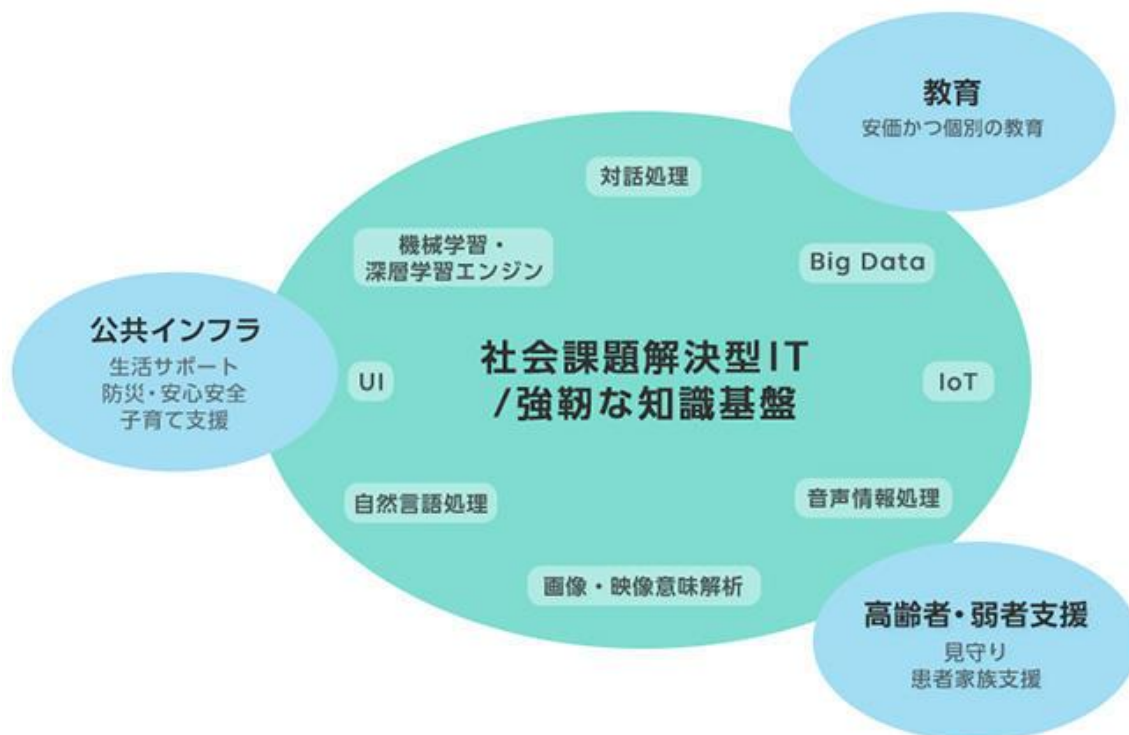 教育
安価かつ個別の教育
対話処理
機械学習・
深層学習エンジン
Big Data
公共インフラ
生活サポート
防災・安心安全
子育て支援
UI
社会課題解決型IT
/強靭な知識基盤
IoT
自然言語処理
音声情報処理
画像・映像意味解析
高齢者・弱者支援
見守り
患者家族支援